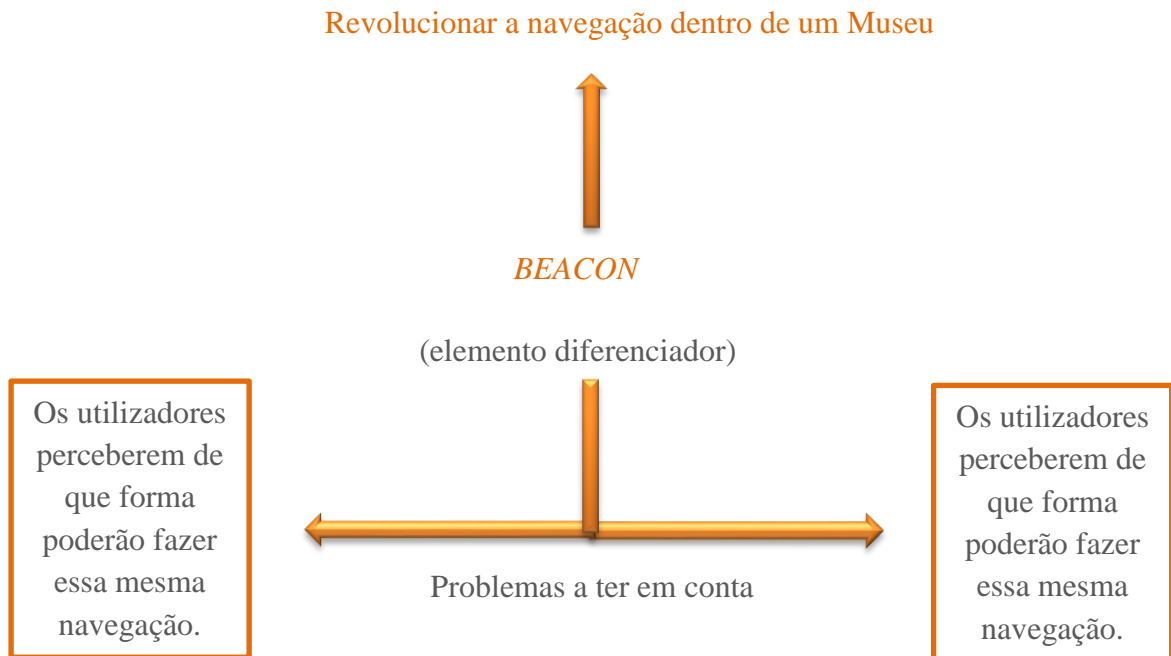 Revolucionar a navegação dentro de um Museu
BEACON
(elemento diferenciador)
Os utilizadores
perceberem de
que forma
poderão fazer
essa mesma
navegação.
Problemas a ter em conta
Os utilizadores
perceberem de
que forma
poderão fazer
essa mesma
navegação.